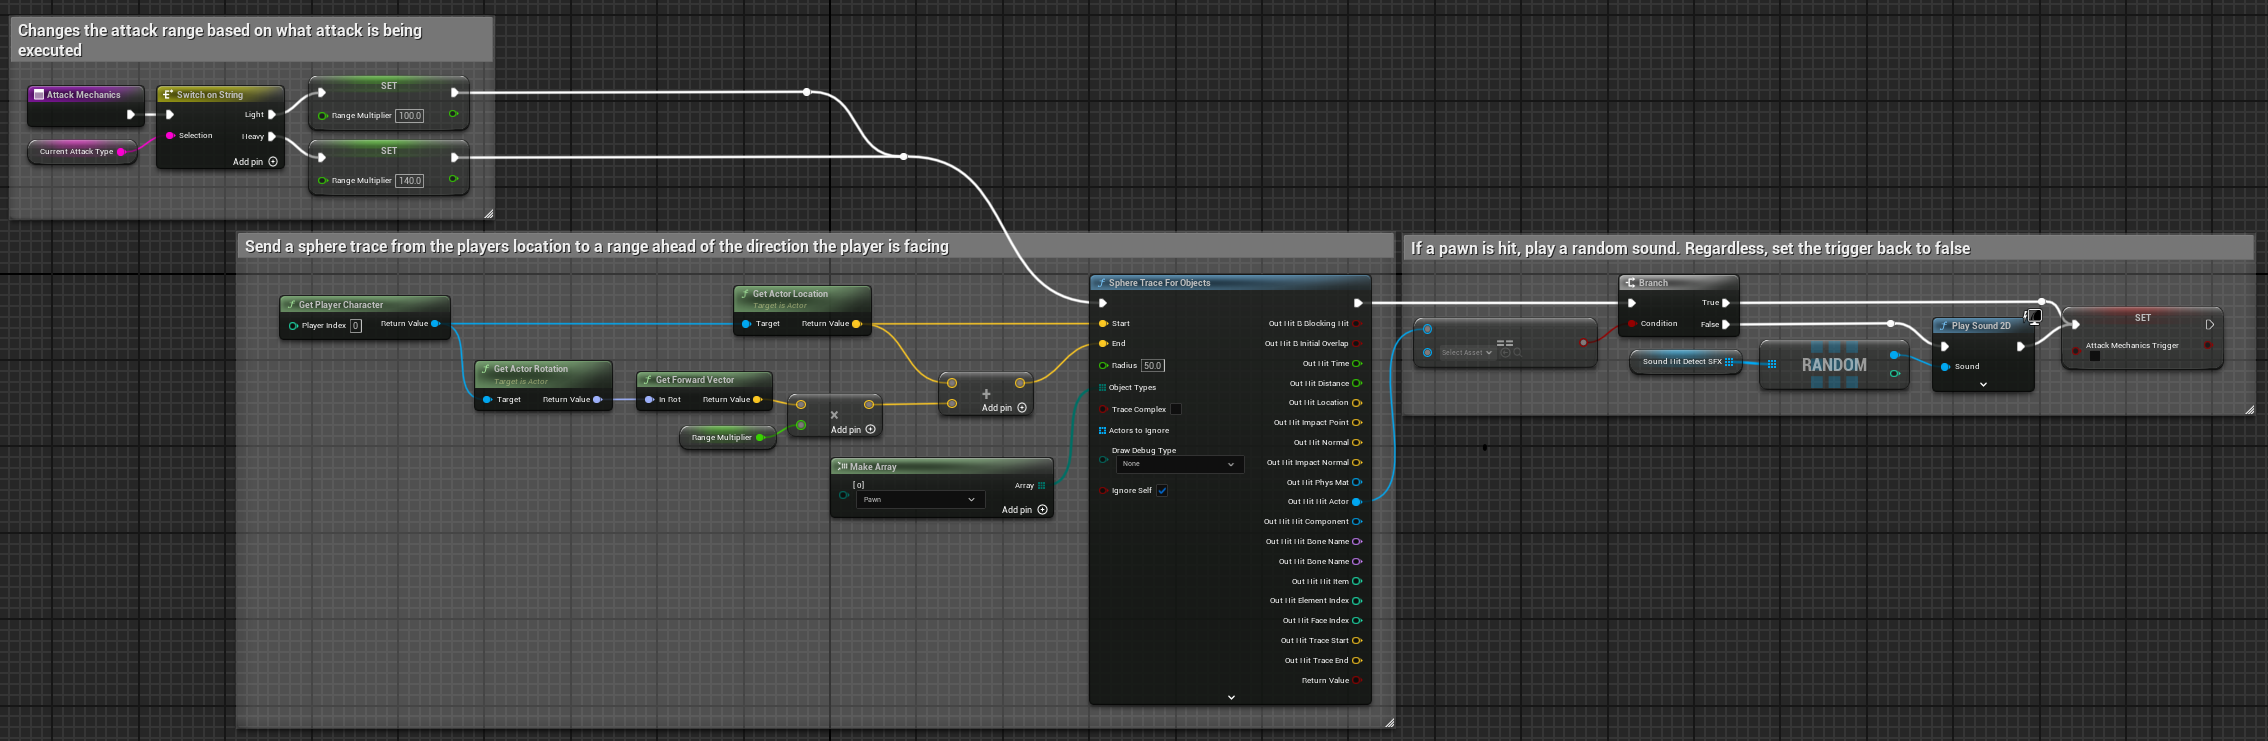 Changes the attack range based on what attack is being
executed
Attack Mechanics
Current Attack Type
Switch on String
Selection
Light
Heavy
Add pin
SET
Range Multiplier 100.0
SET
Range Multiplier 140.0
Send a sphere trace from the players location to a range ahead of the direction the player is facing
Get Player Character
Player Index 0
Return Value
Get Actor Rotation
Target is Actor
Target
Return Value
Get Forward Vector
In Rot
Return Value
Range Multiplier
×
Add pin
Get Actor Location
Target is Actor
Target
Return Value
+
Add pin
Make Array
[0]
Pawn
Array
Add pin
Sphere Trace For Objects
Start
End
Radius 50.0
Object Types
Trace Complex
Actors to Ignore
Draw Debug Type
None
Ignore Self
Out Hit B Blocking Hit
Out Hit B Initial Overlap
Out Hit Time
Out Hit Distance
Out Hit Location
Out Hit Impact Point
Out Hit Normal
Out Hit Impact Normal
Out Hit Phys Mat
Out Hit Hit Actor
Out Hit Hit Component
Out Hit Hit Bone Name
Out Hit Bone Name
Out Hit Hit Item
Out Hit Element Index
Out Hit Face Index
Out Hit Trace Start
Out Hit Trace End
Return Value
If a pawn is hit, play a random sound. Regardless, set the trigger back to false
==
Select Asset
Branch
Condition
True
False
Sound Hit Detect SFX
RANDOM
Play Sound 2D
Sound
SET
Attack Mechanics Trigger